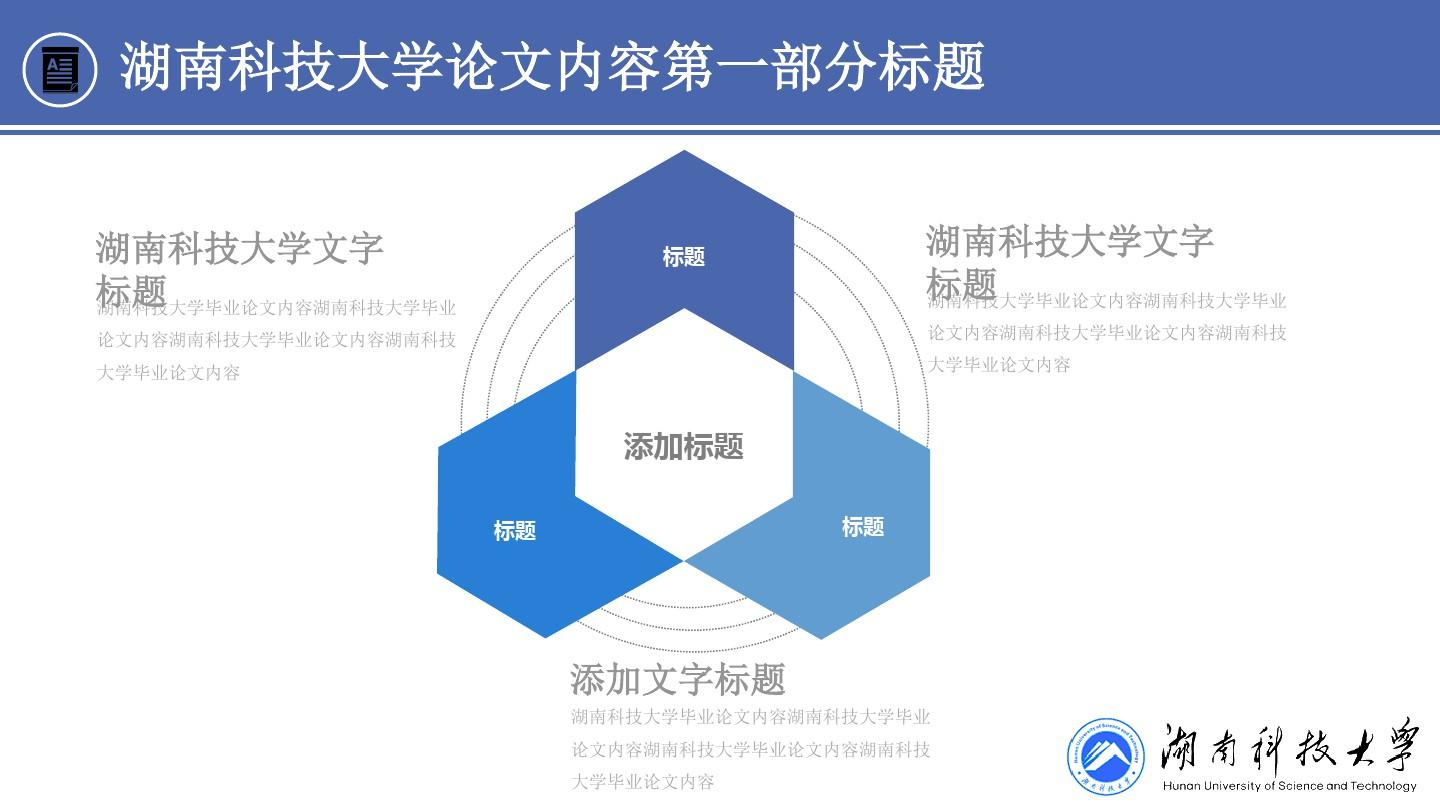 湖南科技大学论文内容第一部分标题
标题
湖南科技大学文字
标题
湖南科技大学毕业论文内容湖南科技大学毕业
论文内容湖南科技大学毕业论文内容湖南科技
大学毕业论文内容
湖南科技大学文字
标题
湖南科技大学毕业论文内容湖南科技大学毕业
论文内容湖南科技大学毕业论文内容湖南科技
大学毕业论文内容
添加标题
标题
标题
添加文字标题
湖南科技大学毕业论文内容湖南科技大学毕业
论文内容湖南科技大学毕业论文内容湖南科技
大学毕业论文内容
湖南科技大学
Hunan University of Science and Technology